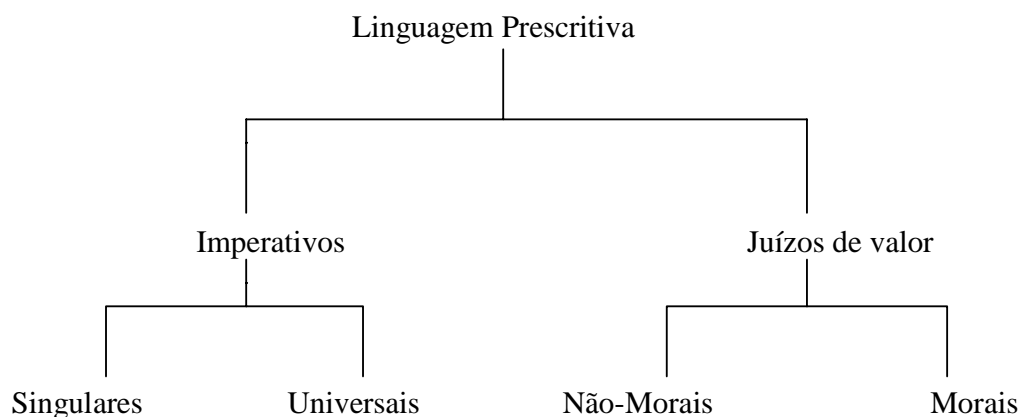 Linguagem Prescritiva
Imperativos Juízos de valor
Singulares Universais Não-Morais Morais